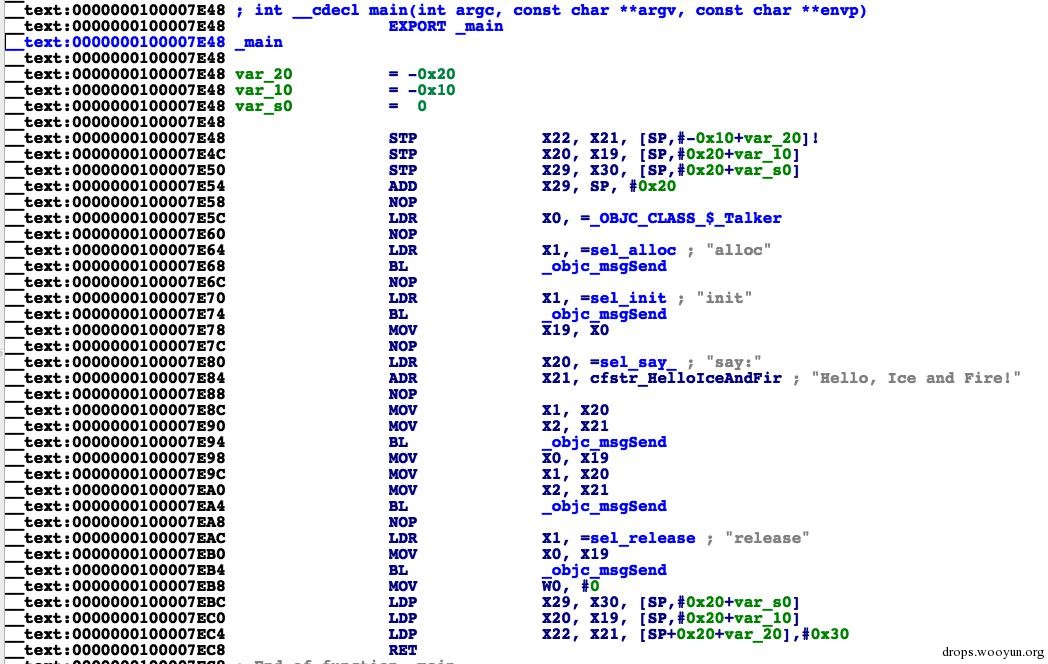 __text:0000000100007E48 ; int __cdecl main(int argc, const char **argv, const char **envp)
__text:0000000100007E48 EXPORT _main
__text:0000000100007E48 _main
__text:0000000100007E48
__text:0000000100007E48 var_20 = -0x20
__text:0000000100007E48 var_10 = -0x10
__text:0000000100007E48 var_s0 = 0
__text:0000000100007E48
__text:0000000100007E48 STP X22, X21, [SP,#-0x10+var_20]!
__text:0000000100007E4C STP X20, X19, [SP,#0x20+var_10]
__text:0000000100007E50 STP X29, X30, [SP,#0x20+var_s0]
__text:0000000100007E54 ADD X29, SP, #0x20
__text:0000000100007E58 NOP
__text:0000000100007E5C LDR X0, =_OBJC_CLASS_$_Talker
__text:0000000100007E60 NOP
__text:0000000100007E64 LDR X1, =sel_alloc ; "alloc"
__text:0000000100007E68 BL _objc_msgSend
__text:0000000100007E6C NOP
__text:0000000100007E70 LDR X1, =sel_init ; "init"
__text:0000000100007E74 BL _objc_msgSend
__text:0000000100007E78 MOV X19, X0
__text:0000000100007E7C NOP
__text:0000000100007E80 LDR X20, =sel_say_ ; "say:"
__text:0000000100007E84 ADR X21, cfstr_HelloIceAndFir ; "Hello, Ice and Fire!"
__text:0000000100007E88 NOP
__text:0000000100007E8C MOV X1, X20
__text:0000000100007E90 MOV X2, X21
__text:0000000100007E94 BL _objc_msgSend
__text:0000000100007E98 MOV X0, X19
__text:0000000100007E9C MOV X1, X20
__text:0000000100007EA0 MOV X2, X21
__text:0000000100007EA4 BL _objc_msgSend
__text:0000000100007EA8 NOP
__text:0000000100007EAC LDR X1, =sel_release ; "release"
__text:0000000100007EB0 MOV X0, X19
__text:0000000100007EB4 BL _objc_msgSend
__text:0000000100007EB8 MOV W0, #0
__text:0000000100007EBC LDP X29, X30, [SP,#0x20+var_s0]
__text:0000000100007EC0 LDP X20, X19, [SP,#0x20+var_10]
__text:0000000100007EC4 LDP X22, X21, [SP+0x20+var_20],#0x30
__text:0000000100007EC8 RET
__text:0000000100007EC8 ; End of function _main
drops.wooyun.org